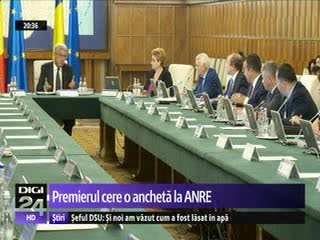 20:36
Premierul cere o anchetă la ANRE
DIGI
24
HD
Știri
Șeful DSU: Și noi am văzut cum a fost lăsat în apă